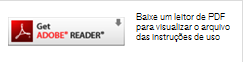 Get
ADOBE® READER®
Baixe um leitor de PDF
para visualizar o arquivo
das instruções de uso